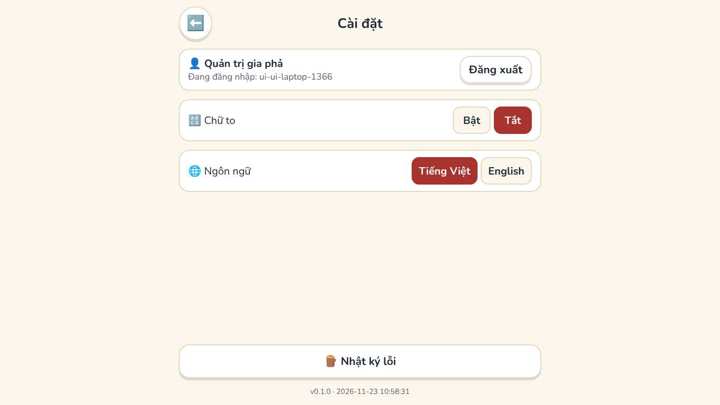 Cài đặt
Quản trị gia phả
Đang đăng nhập: ui-ui-laptop-1366
Đăng xuất
Chữ to
Bật
Tắt
Ngôn ngữ
Tiếng Việt
English
Nhật ký lỗi
v0.1.0 · 2026-11-23.10:58:31